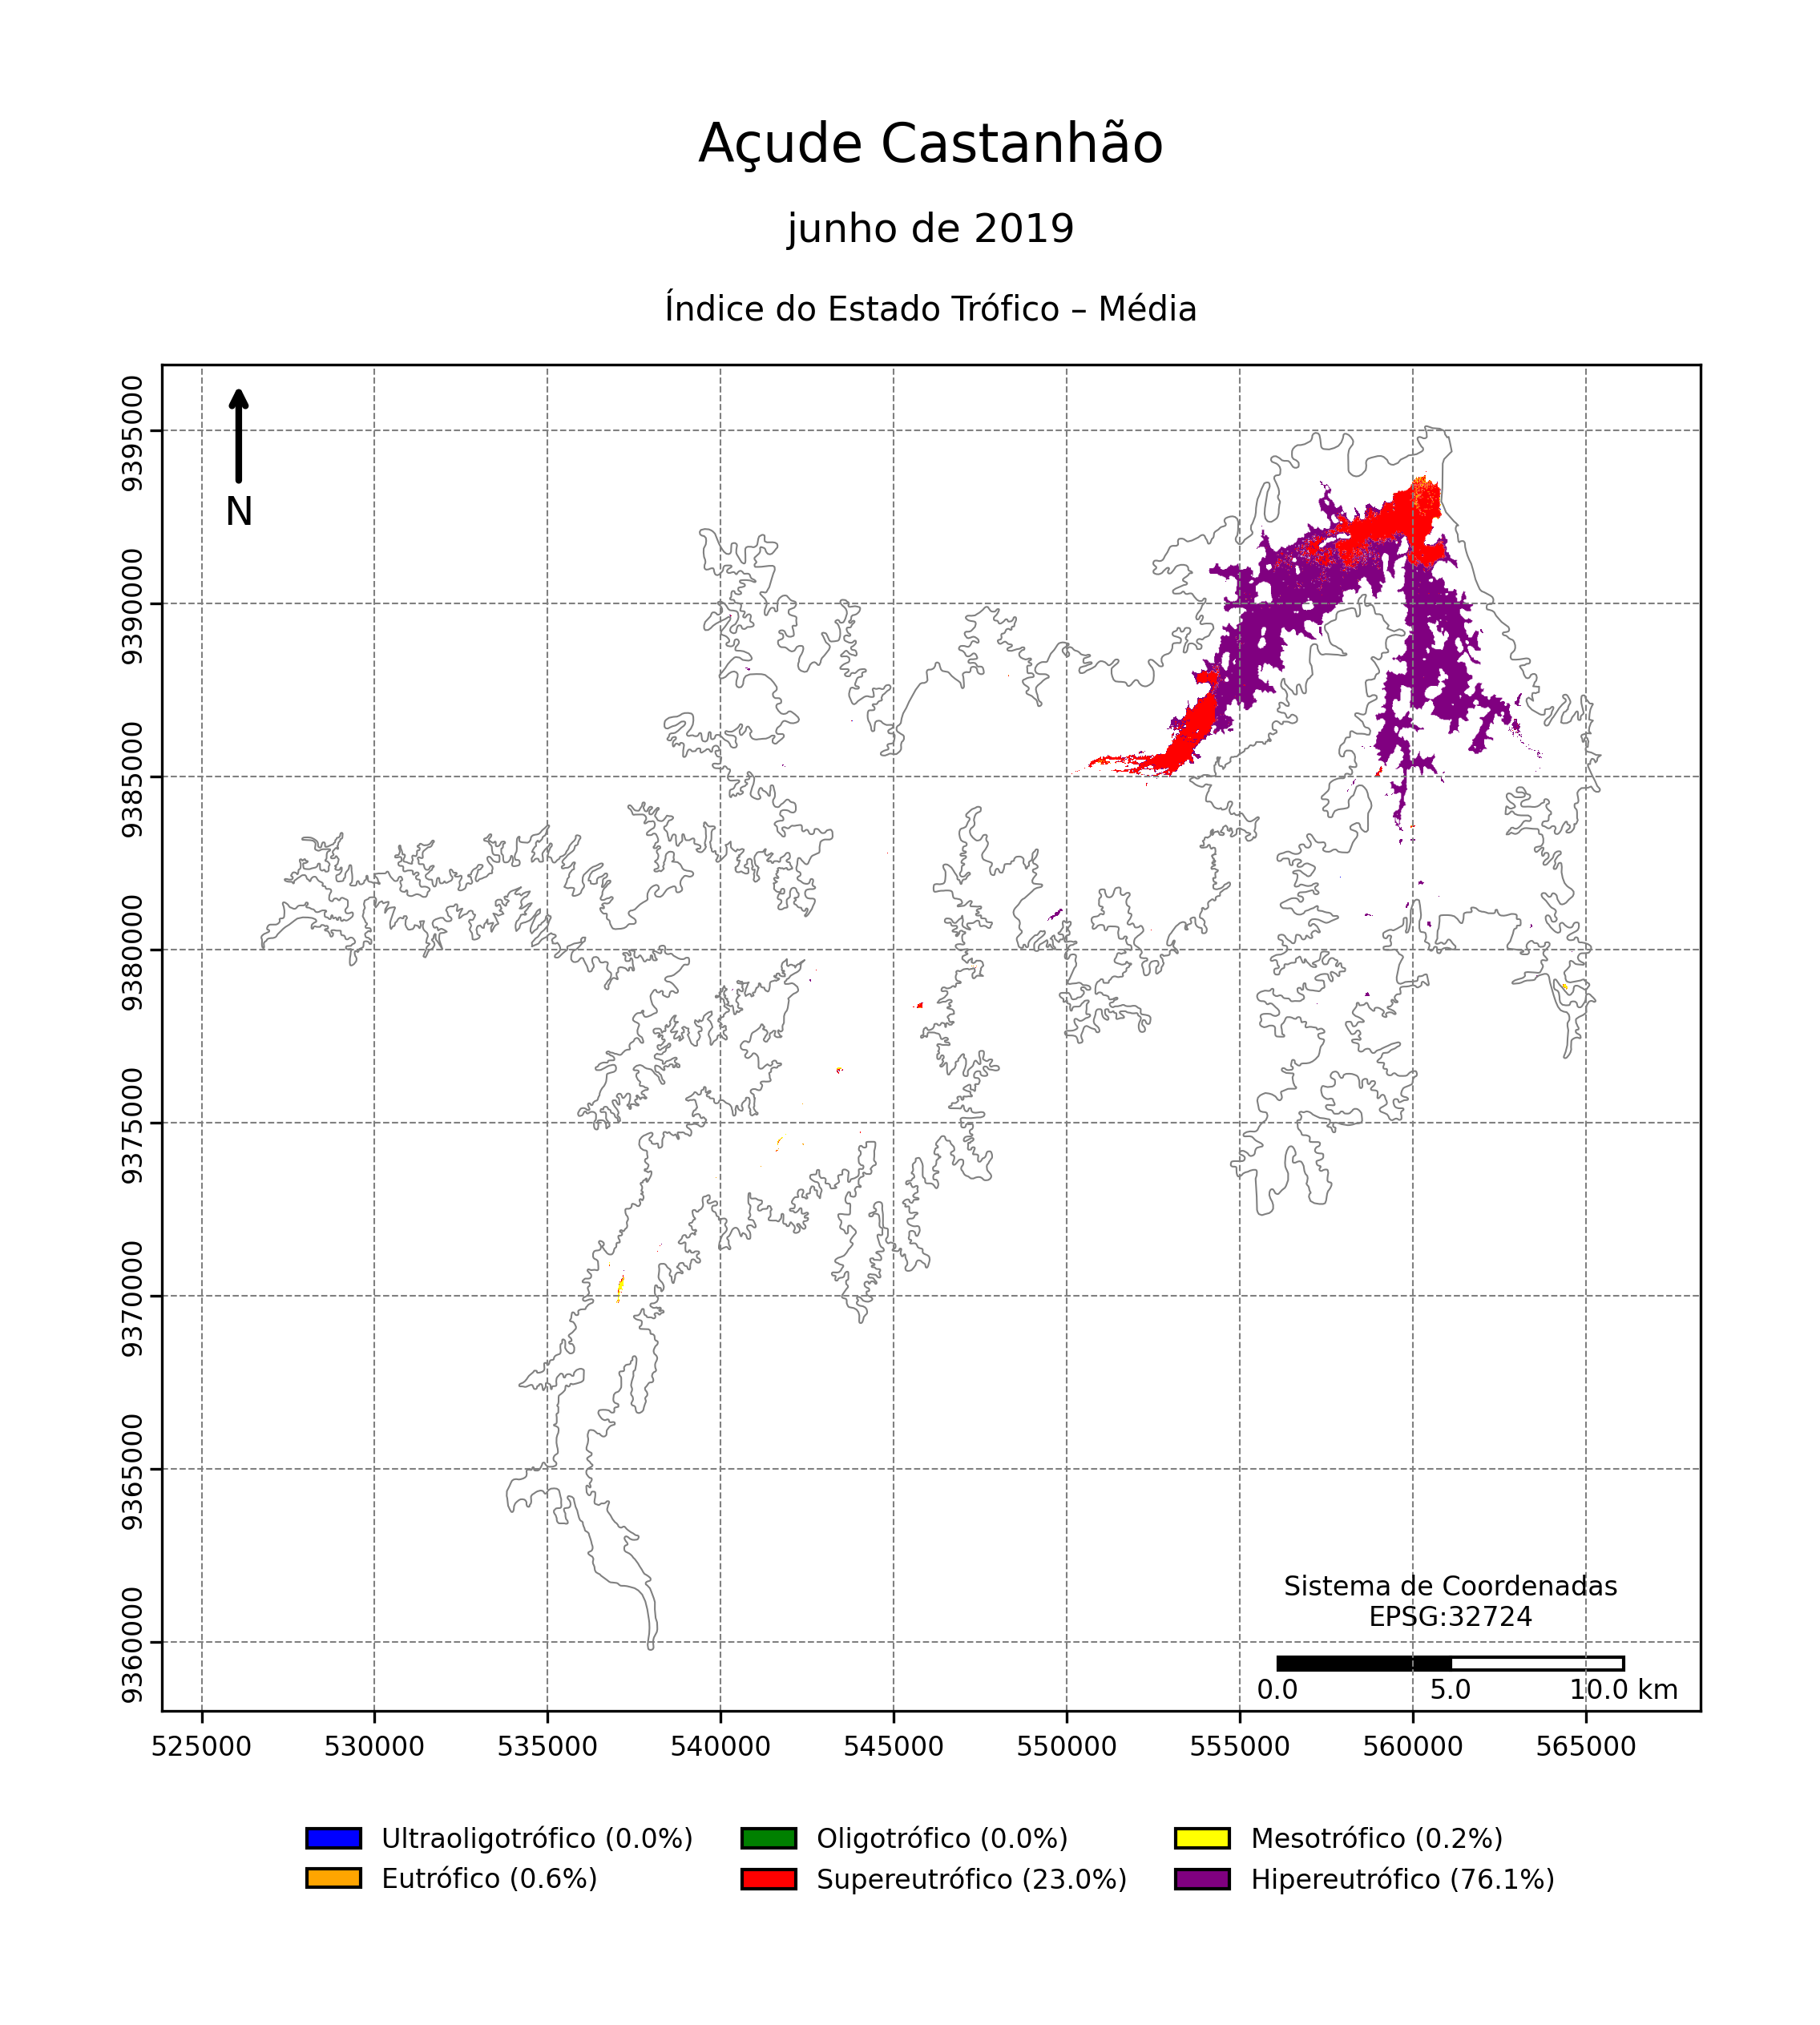 Açude Castanhão
junho de 2019
Índice do Estado Trófico – Média
N
9395000
9390000
9385000
9380000
9375000
9370000
9365000
9360000
Sistema de Coordenadas
EPSG:32724
0.0 5.0 10.0 km
525000 530000 535000 540000 545000 550000 555000 560000 565000
Ultraoligotrófico (0.0%) Oligotrófico (0.0%) Mesotrófico (0.2%)
Eutrófico (0.6%) Supereutrófico (23.0%) Hipereutrófico (76.1%)